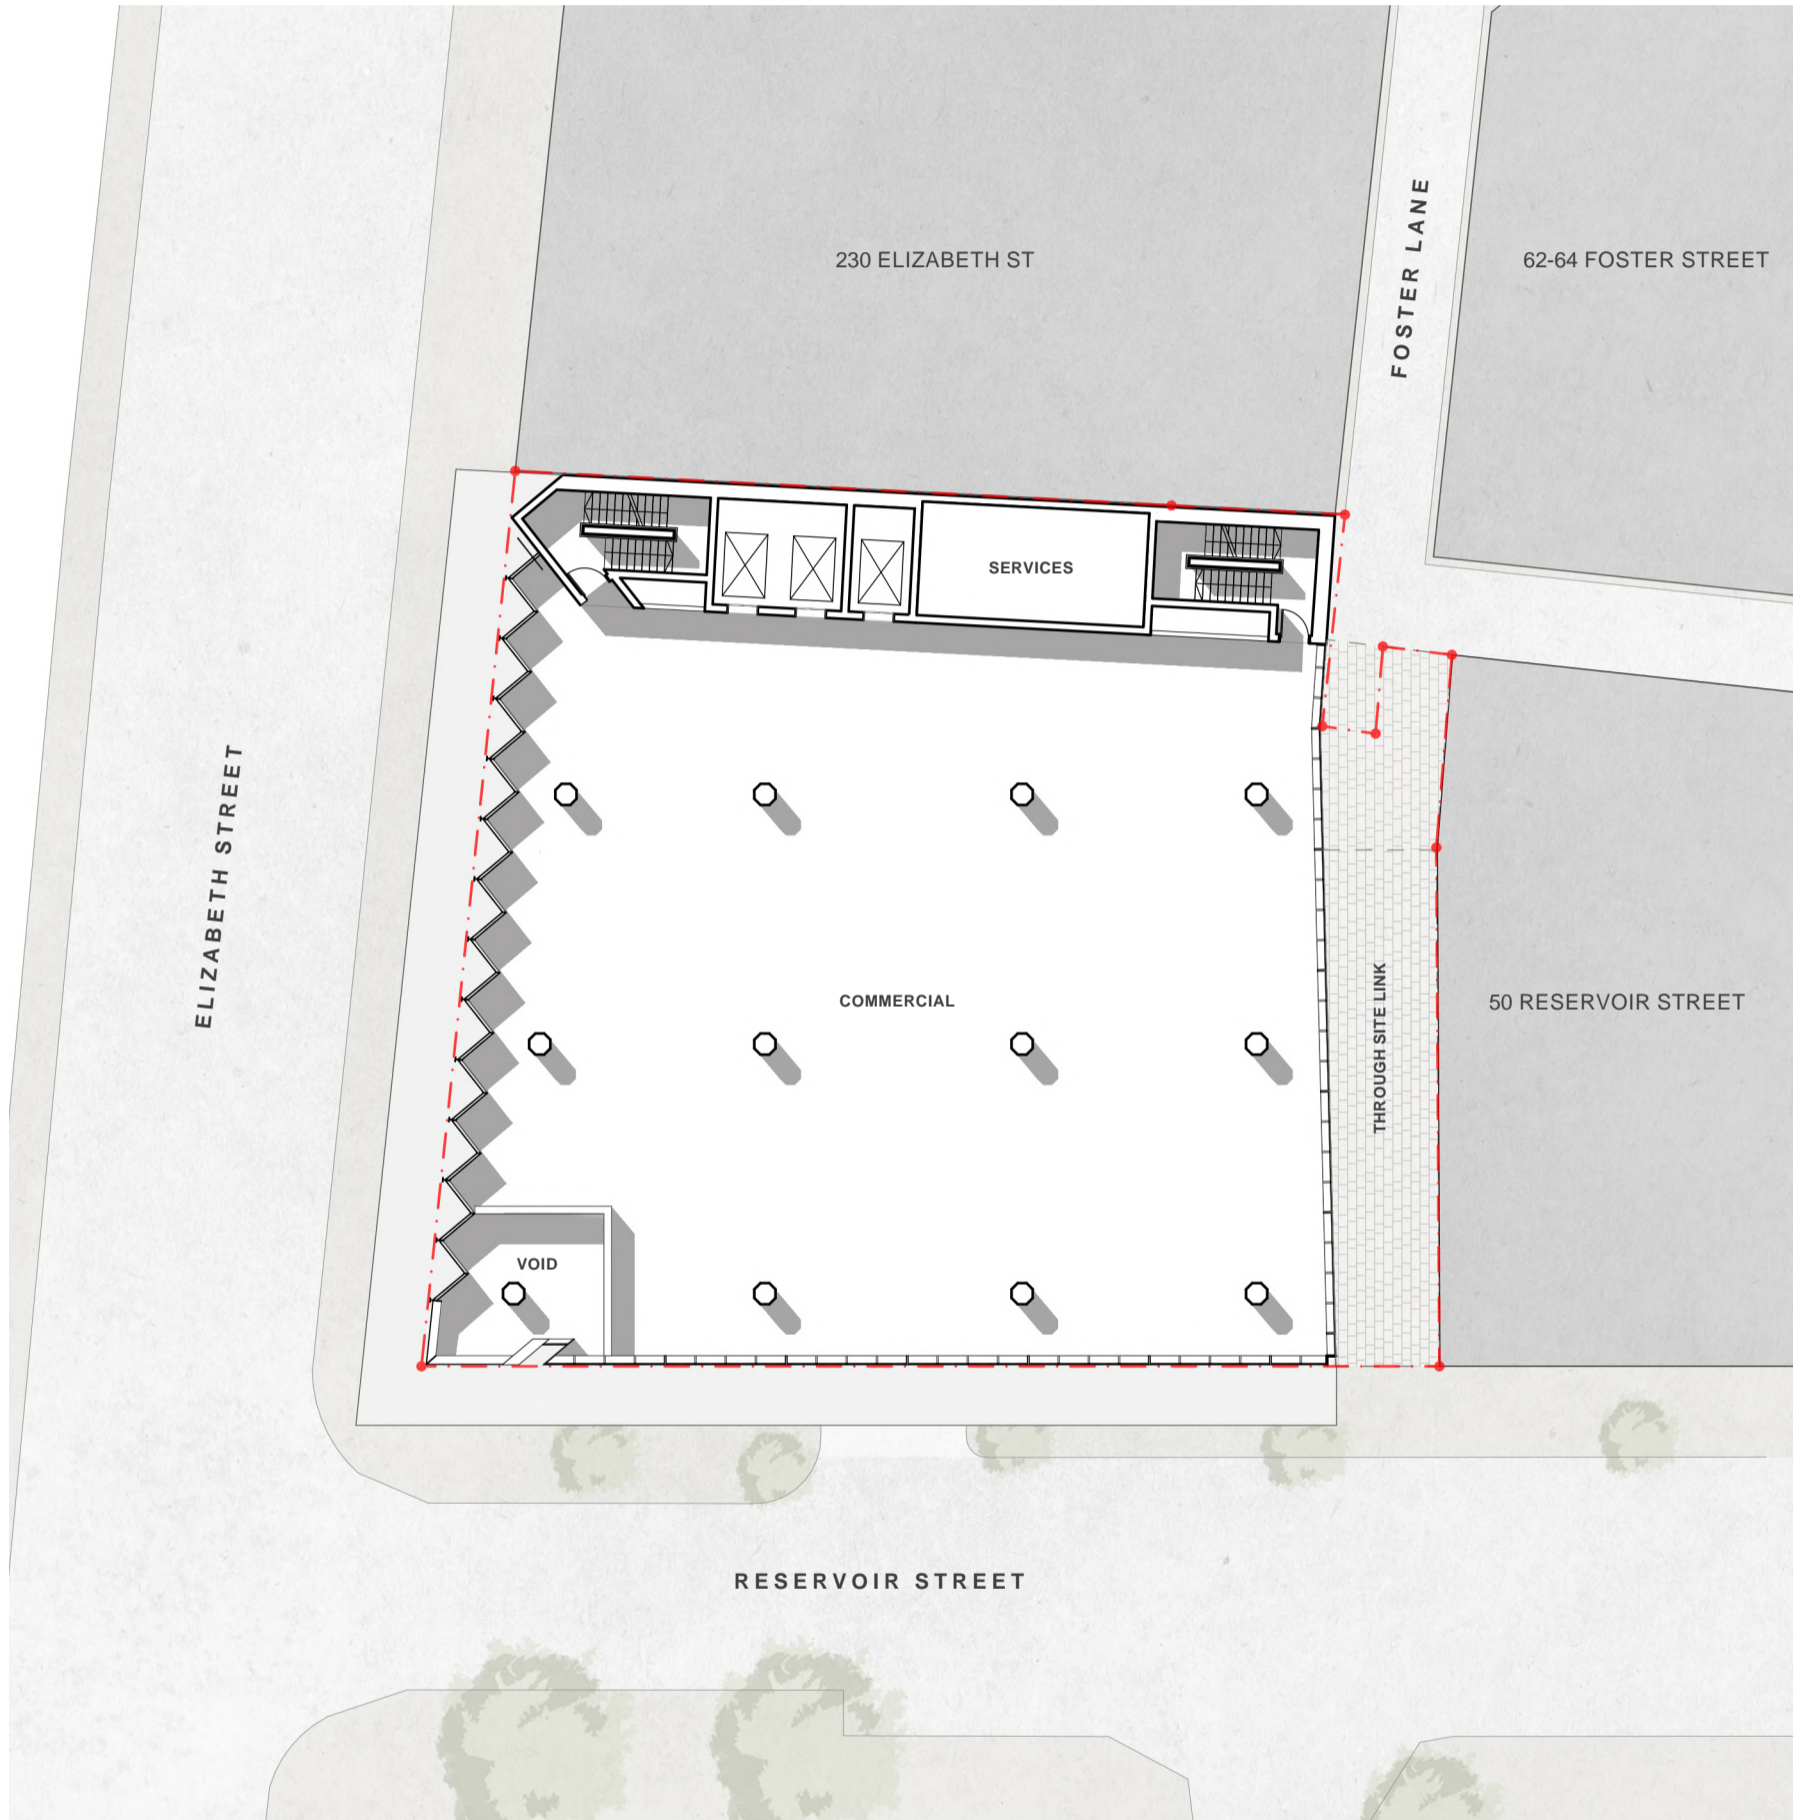 230 ELIZABETH ST
62-64 FOSTER STREET
FOSTER LANE
SERVICES
ELIZABETH STREET
COMMERCIAL
THROUGH SITE LINK
50 RESERVOIR STREET
VOID
RESERVOIR STREET